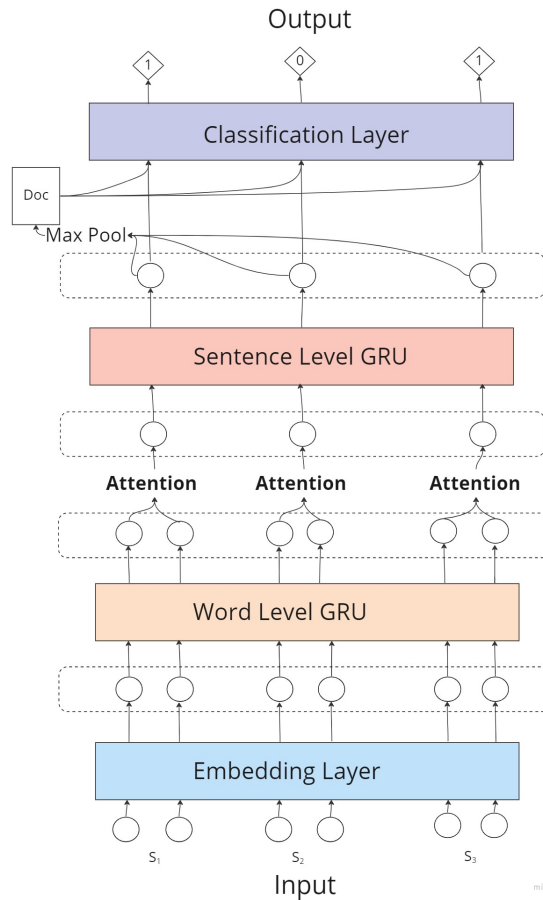 Output
1 0 1
Classification Layer
Doc
Max Pool
Sentence Level GRU
Attention Attention Attention
Word Level GRU
Embedding Layer
S₁ S₂ S₃
Input
mi